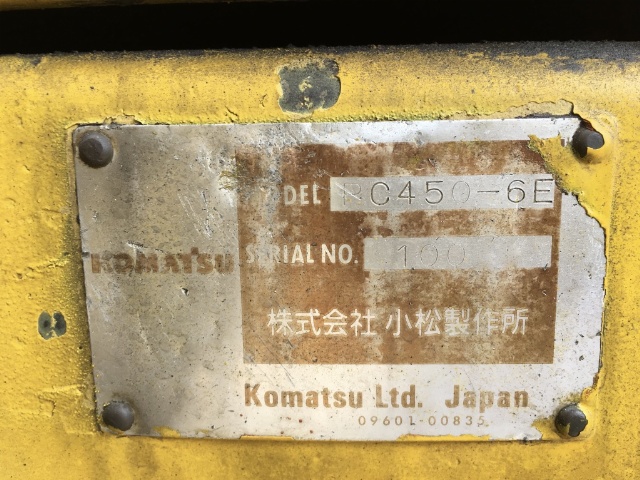 MODEL PC450-6E
KOMATSU
SERIAL NO.
株式会社 小松製作所
Komatsu Ltd. Japan
09601-00835